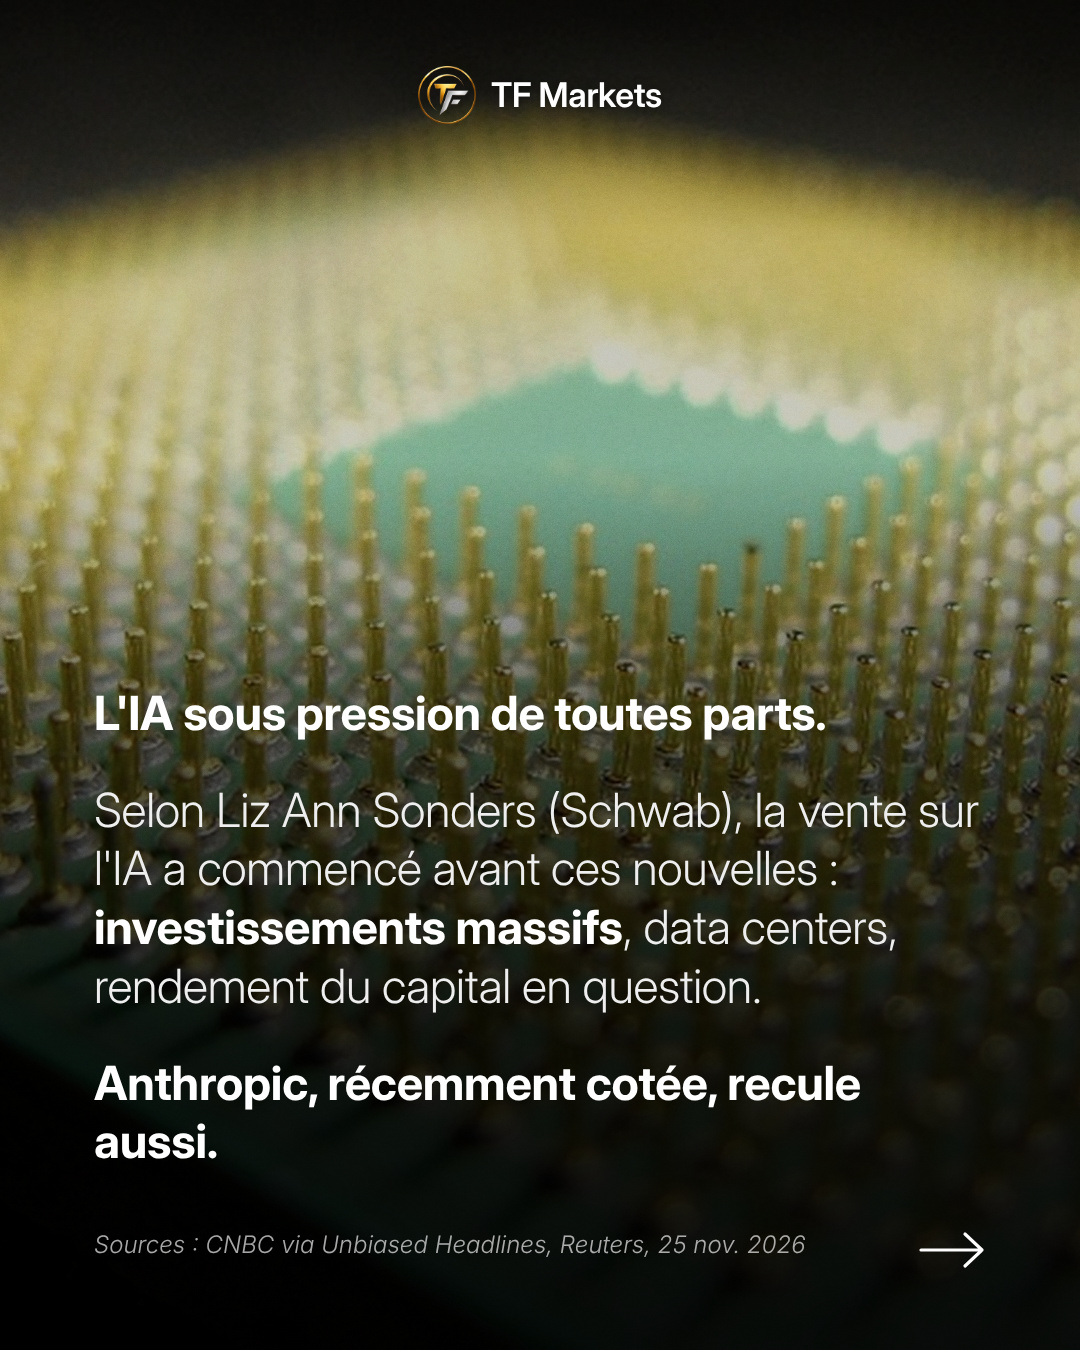 TF Markets
L'IA sous pression de toutes parts.
Selon Liz Ann Sonders (Schwab), la vente sur
l'IA a commencé avant ces nouvelles :
investissements massifs, data centers,
rendement du capital en question.
Anthropic, récemment cotée, recule
aussi.
Sources : CNBC via Unbiased Headlines, Reuters, 25 nov. 2026